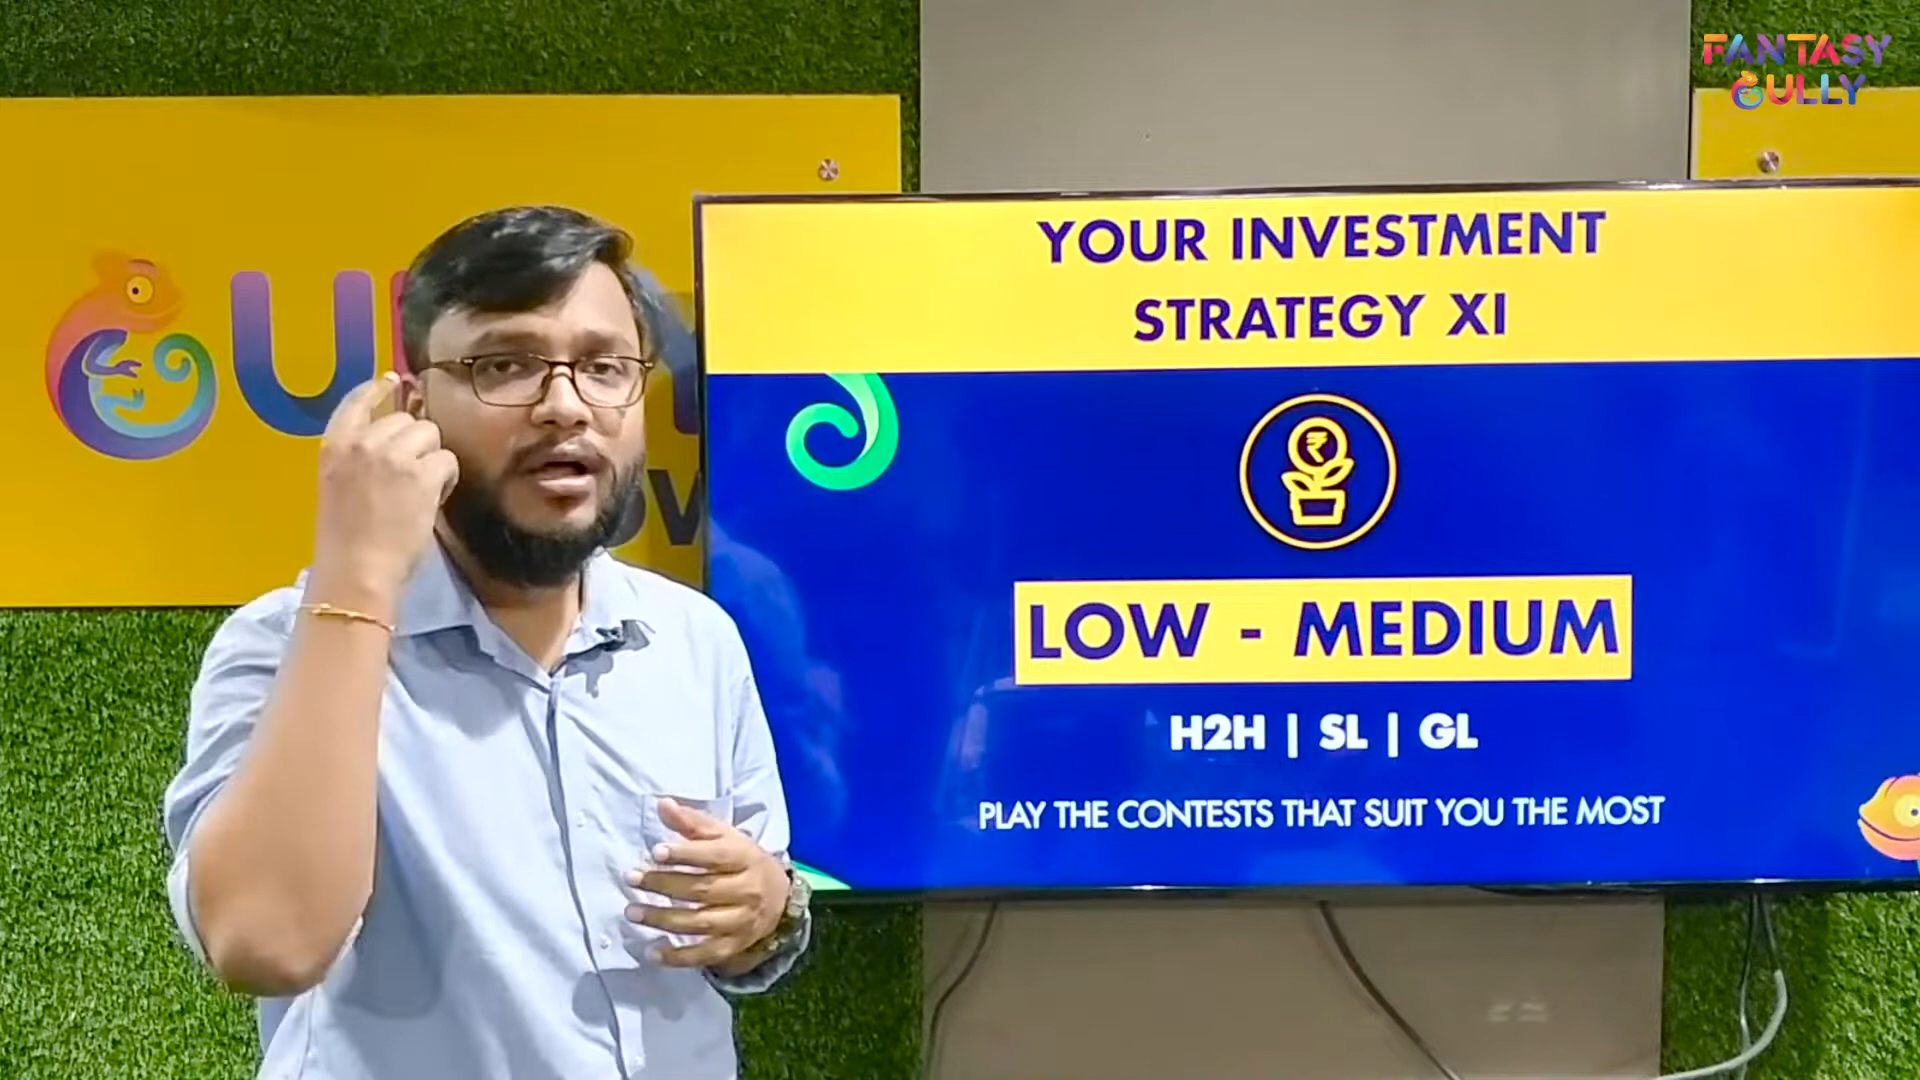 FANTASY
GULLY
YOUR INVESTMENT
STRATEGY XI
₹
LOW - MEDIUM
H2H | SL | GL
PLAY THE CONTESTS THAT SUIT YOU THE MOST